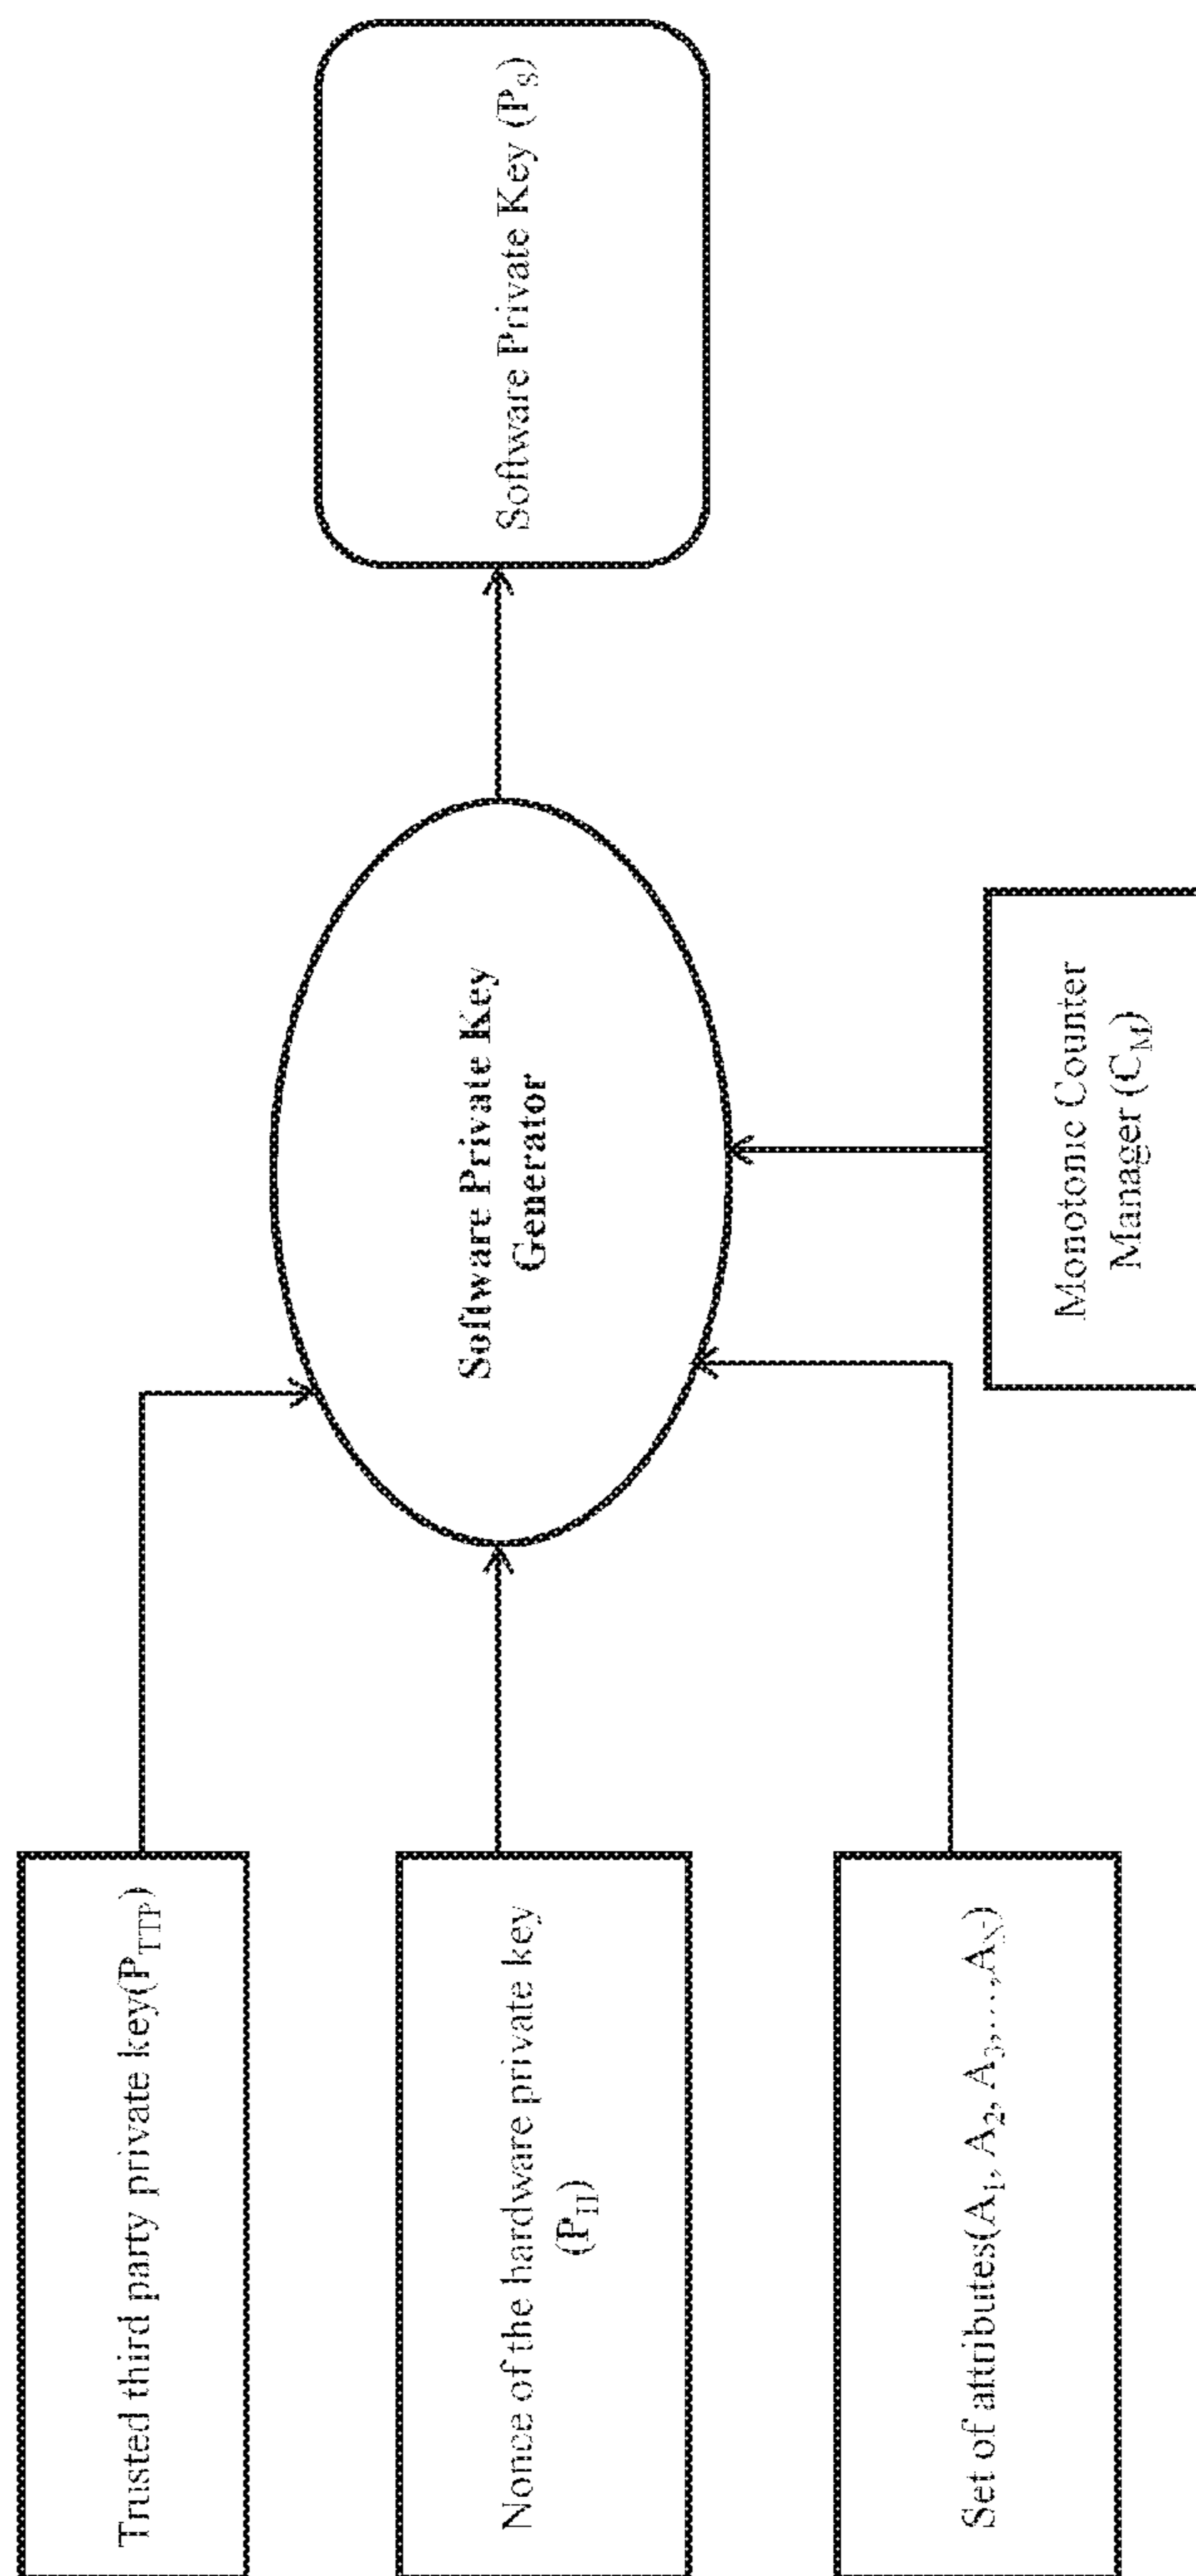 Trusted third party private key(P_TTP)
Nonce of the hardware private key
(P_H)
Set of attributes(A_1, A_2, A_3,…,A_N)
Software Private Key
Generator
Monotonic Counter
Manager (C_M)
Software Private Key (P_S)